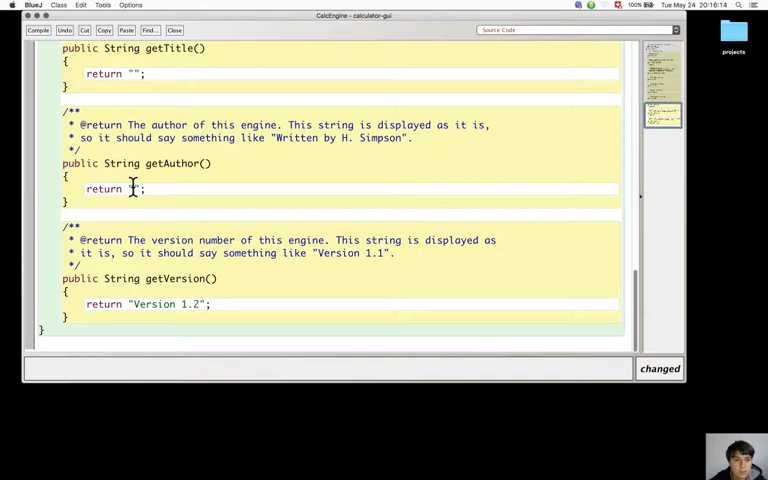 BlueJ Class Edit Tools Options 100% Tue May 24 20:16:14
CalcEngine - calculator-gui
Compile Undo Cut Copy Paste Find... Close Source Code
public String getTitle()
{
return "";
}
/**
* @return The author of this engine. This string is displayed as it is,
* so it should say something like "Written by H. Simpson".
*/
public String getAuthor()
{
return "";
}
/**
* @return The version number of this engine. This string is displayed as
* it is, so it should say something like "Version 1.1".
*/
public String getVersion()
{
return "Version 1.2";
}
}
changed
projects